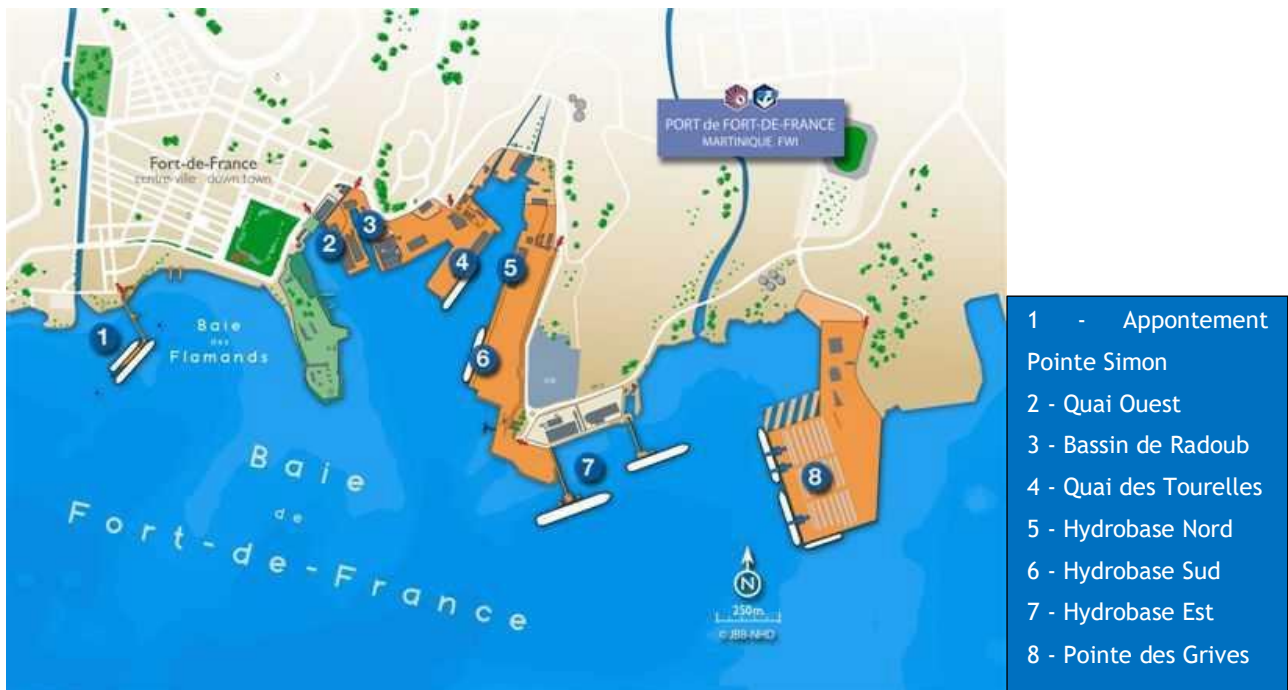 PORT de FORT-DE-FRANCE
MARTINIQUE. FWI
Fort-de-France
centre-ville down town
1
2
3
4
5
6
7
8
Baie
des
Flamands
Baie
de
Fort-de-France
N
250m.
© JBB-NHD
1 - Appontement
Pointe Simon
2 - Quai Ouest
3 - Bassin de Radoub
4 - Quai des Tourelles
5 - Hydrobase Nord
6 - Hydrobase Sud
7 - Hydrobase Est
8 - Pointe des Grives